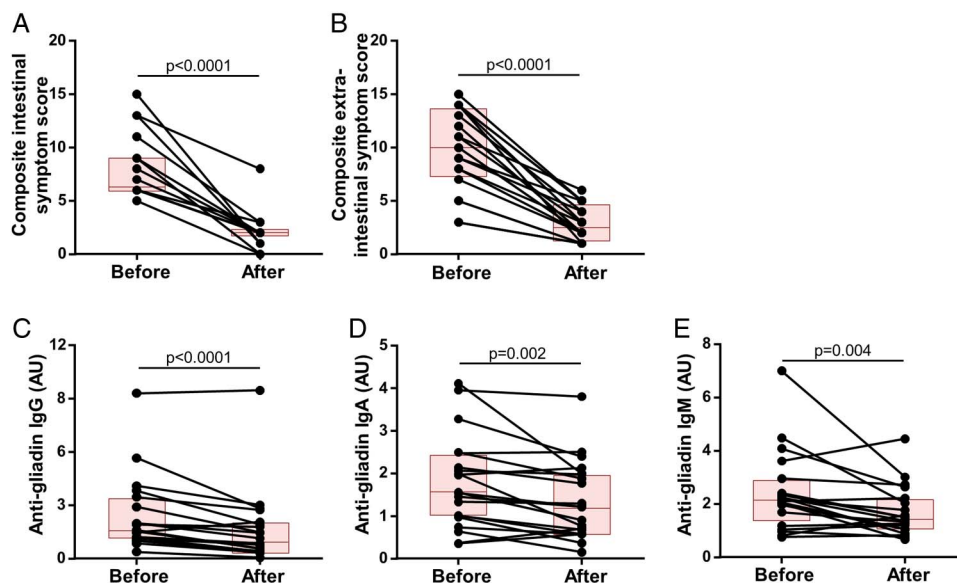 A
Composite intestinal
symptom score
20
15
10
5
0
p<0.0001
Before
After
B
Composite extra-
intestinal symptom score
20
15
10
5
0
p<0.0001
Before
After
C
Anti-gliadin IgG (AU)
12
8
6
3
0
p<0.0001
Before
After
D
Anti-gliadin IgA (AU)
5
4
3
2
1
0
p=0.002
Before
After
E
Anti-gliadin IgM (AU)
8
6
4
2
0
p=0.004
Before
After